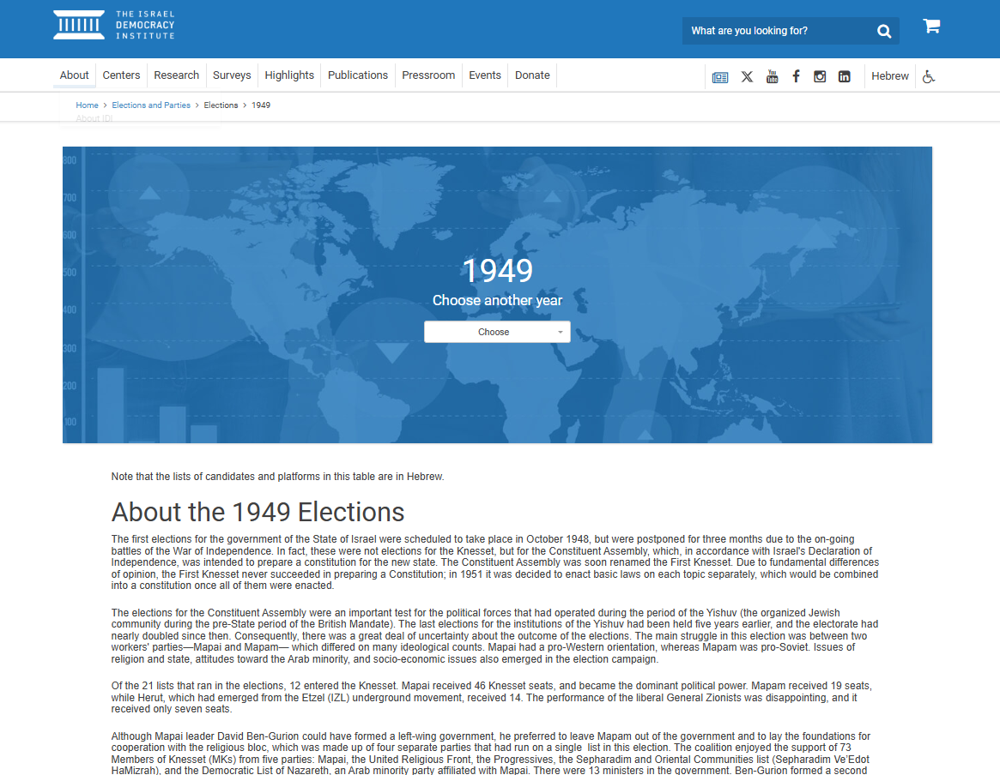 THE ISRAEL
DEMOCRACY
INSTITUTE
What are you looking for?
About Centers Research Surveys Highlights Publications Pressroom Events Donate
You Tube
Hebrew
Home > Elections and Parties > Elections > 1949
About IDI
800
700
600
500
400
300
200
100
1949
Choose another year
Choose
Note that the lists of candidates and platforms in this table are in Hebrew.
About the 1949 Elections
The first elections for the government of the State of Israel were scheduled to take place in October 1948, but were postponed for three months due to the on-going
battles of the War of Independence. In fact, these were not elections for the Knesset, but for the Constituent Assembly, which, in accordance with Israel's Declaration of
Independence, was intended to prepare a constitution for the new state. The Constituent Assembly was soon renamed the First Knesset. Due to fundamental differences
of opinion, the First Knesset never succeeded in preparing a Constitution; in 1951 it was decided to enact basic laws on each topic separately, which would be combined
into a constitution once all of them were enacted.
The elections for the Constituent Assembly were an important test for the political forces that had operated during the period of the Yishuv (the organized Jewish
community during the pre-State period of the British Mandate). The last elections for the institutions of the Yishuv had been held five years earlier, and the electorate had
nearly doubled since then. Consequently, there was a great deal of uncertainty about the outcome of the elections. The main struggle in this election was between two
workers' parties—Mapai and Mapam— which differed on many ideological counts. Mapai had a pro-Western orientation, whereas Mapam was pro-Soviet. Issues of
religion and state, attitudes toward the Arab minority, and socio-economic issues also emerged in the election campaign.
Of the 21 lists that ran in the elections, 12 entered the Knesset. Mapai received 46 Knesset seats, and became the dominant political power. Mapam received 19 seats,
while Herut, which had emerged from the Etzel (IZL) underground movement, received 14. The performance of the liberal General Zionists was disappointing, and it
received only seven seats.
Although Mapai leader David Ben-Gurion could have formed a left-wing government, he preferred to leave Mapam out of the government and to lay the foundations for
cooperation with the religious bloc, which was made up of four separate parties that had run on a single list in this election. The coalition enjoyed the support of 73
Members of Knesset (MKs) from five parties: Mapai, the United Religious Front, the Progressives, the Sepharadim and Oriental Communities list (Sepharadim Ve'Edot
HaMizrah), and the Democratic List of Nazareth, an Arab minority party affiliated with Mapai. There were 13 ministers in the government. Ben-Gurion formed a second